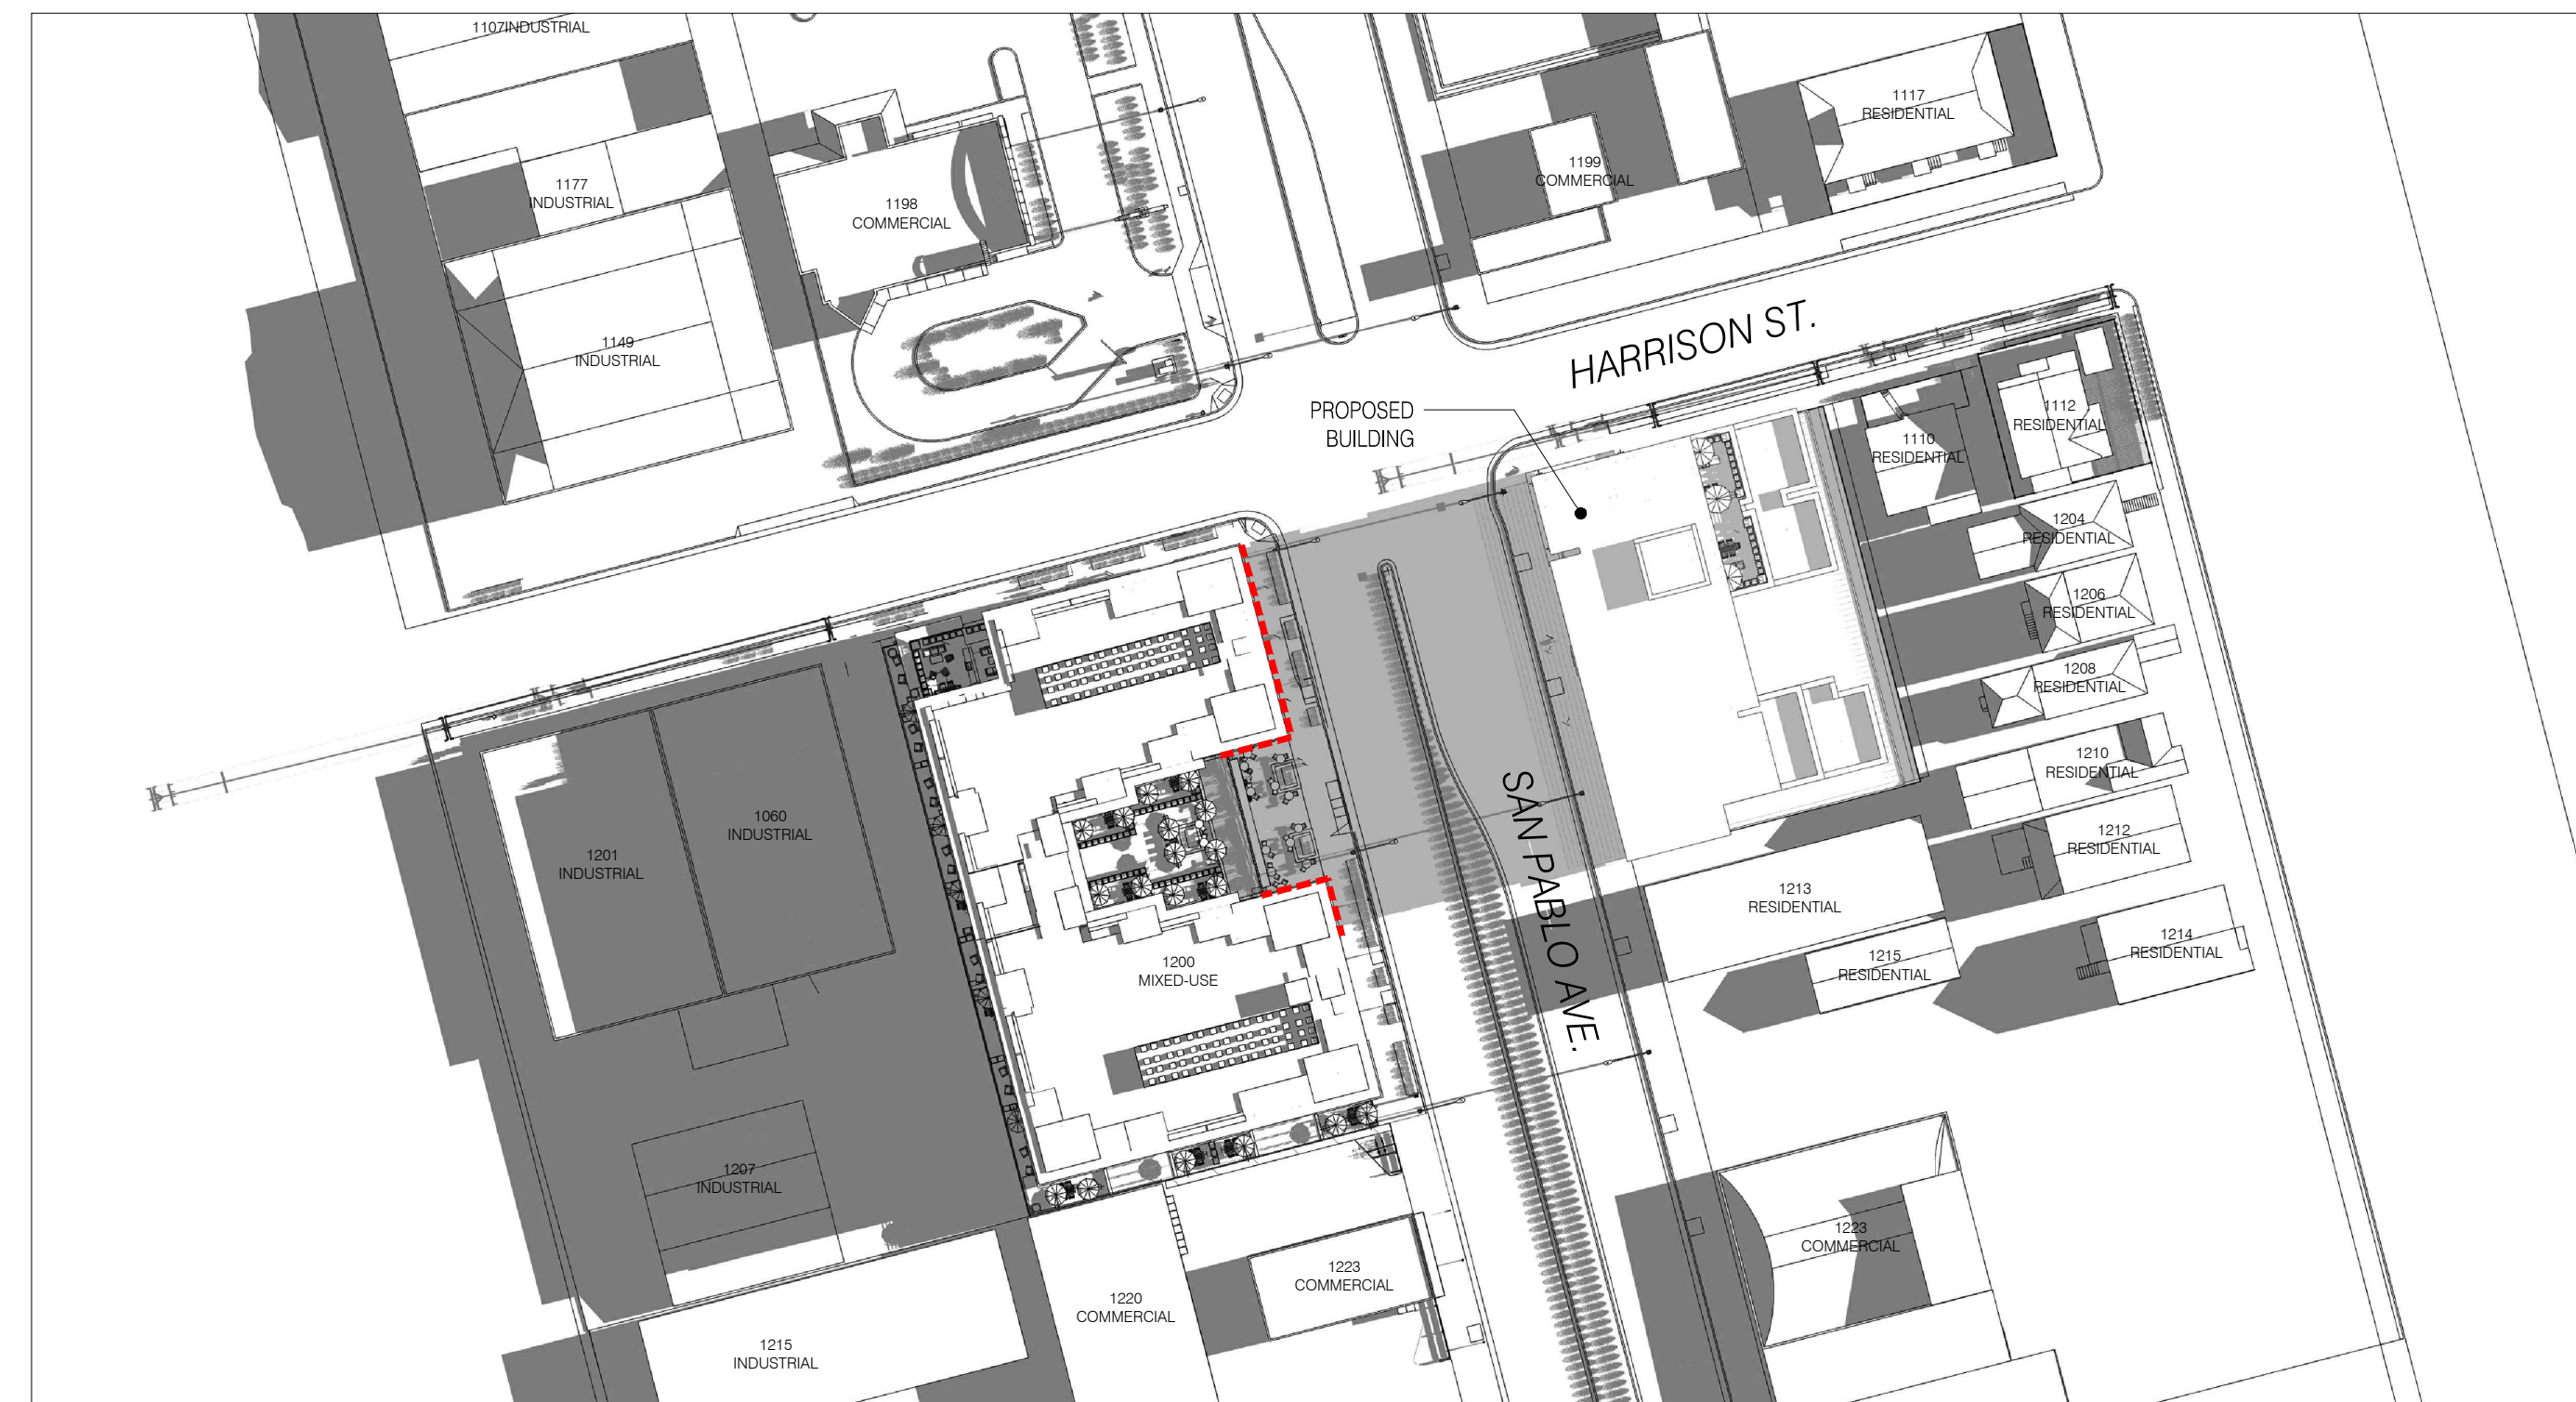 1107INDUSTRIAL
1117
RESIDENTIAL
1199
COMMERCIAL
1177
INDUSTRIAL
1198
COMMERCIAL
1149
INDUSTRIAL
HARRISON ST.
PROPOSED
BUILDING
1112
RESIDENTIAL
1110
RESIDENTIAL
1204
RESIDENTIAL
1206
RESIDENTIAL
1208
RESIDENTIAL
1210
RESIDENTIAL
1212
RESIDENTIAL
1060
INDUSTRIAL
1201
INDUSTRIAL
SAN PABLO AVE.
1213
RESIDENTIAL
1214
RESIDENTIAL
1215
RESIDENTIAL
1200
MIXED-USE
1207
INDUSTRIAL
1223
COMMERCIAL
1223
COMMERCIAL
1220
COMMERCIAL
1215
INDUSTRIAL